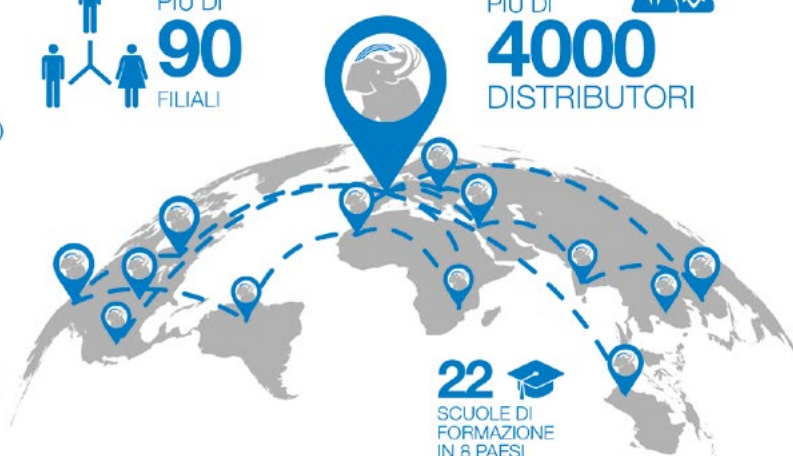 PIÙ DI
90
FILIALI
PIÙ DI
4000
DISTRIBUTORI
22
SCUOLE DI
FORMAZIONE
IN 8 PAESI